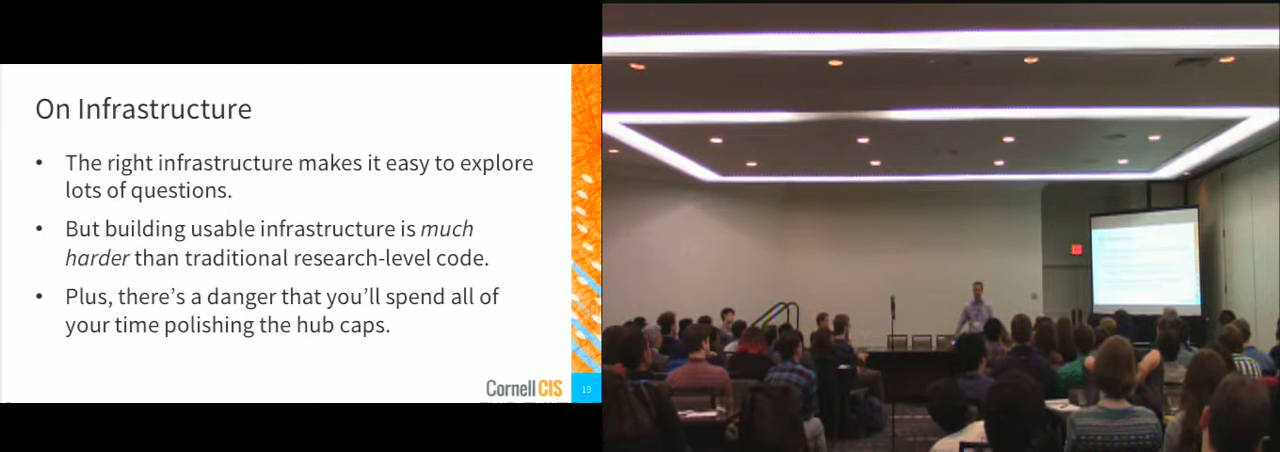 On Infrastructure
• The right infrastructure makes it easy to explore
lots of questions.
• But building usable infrastructure is much
harder than traditional research-level code.
• Plus, there’s a danger that you’ll spend all of
your time polishing the hub caps.
Cornell CIS